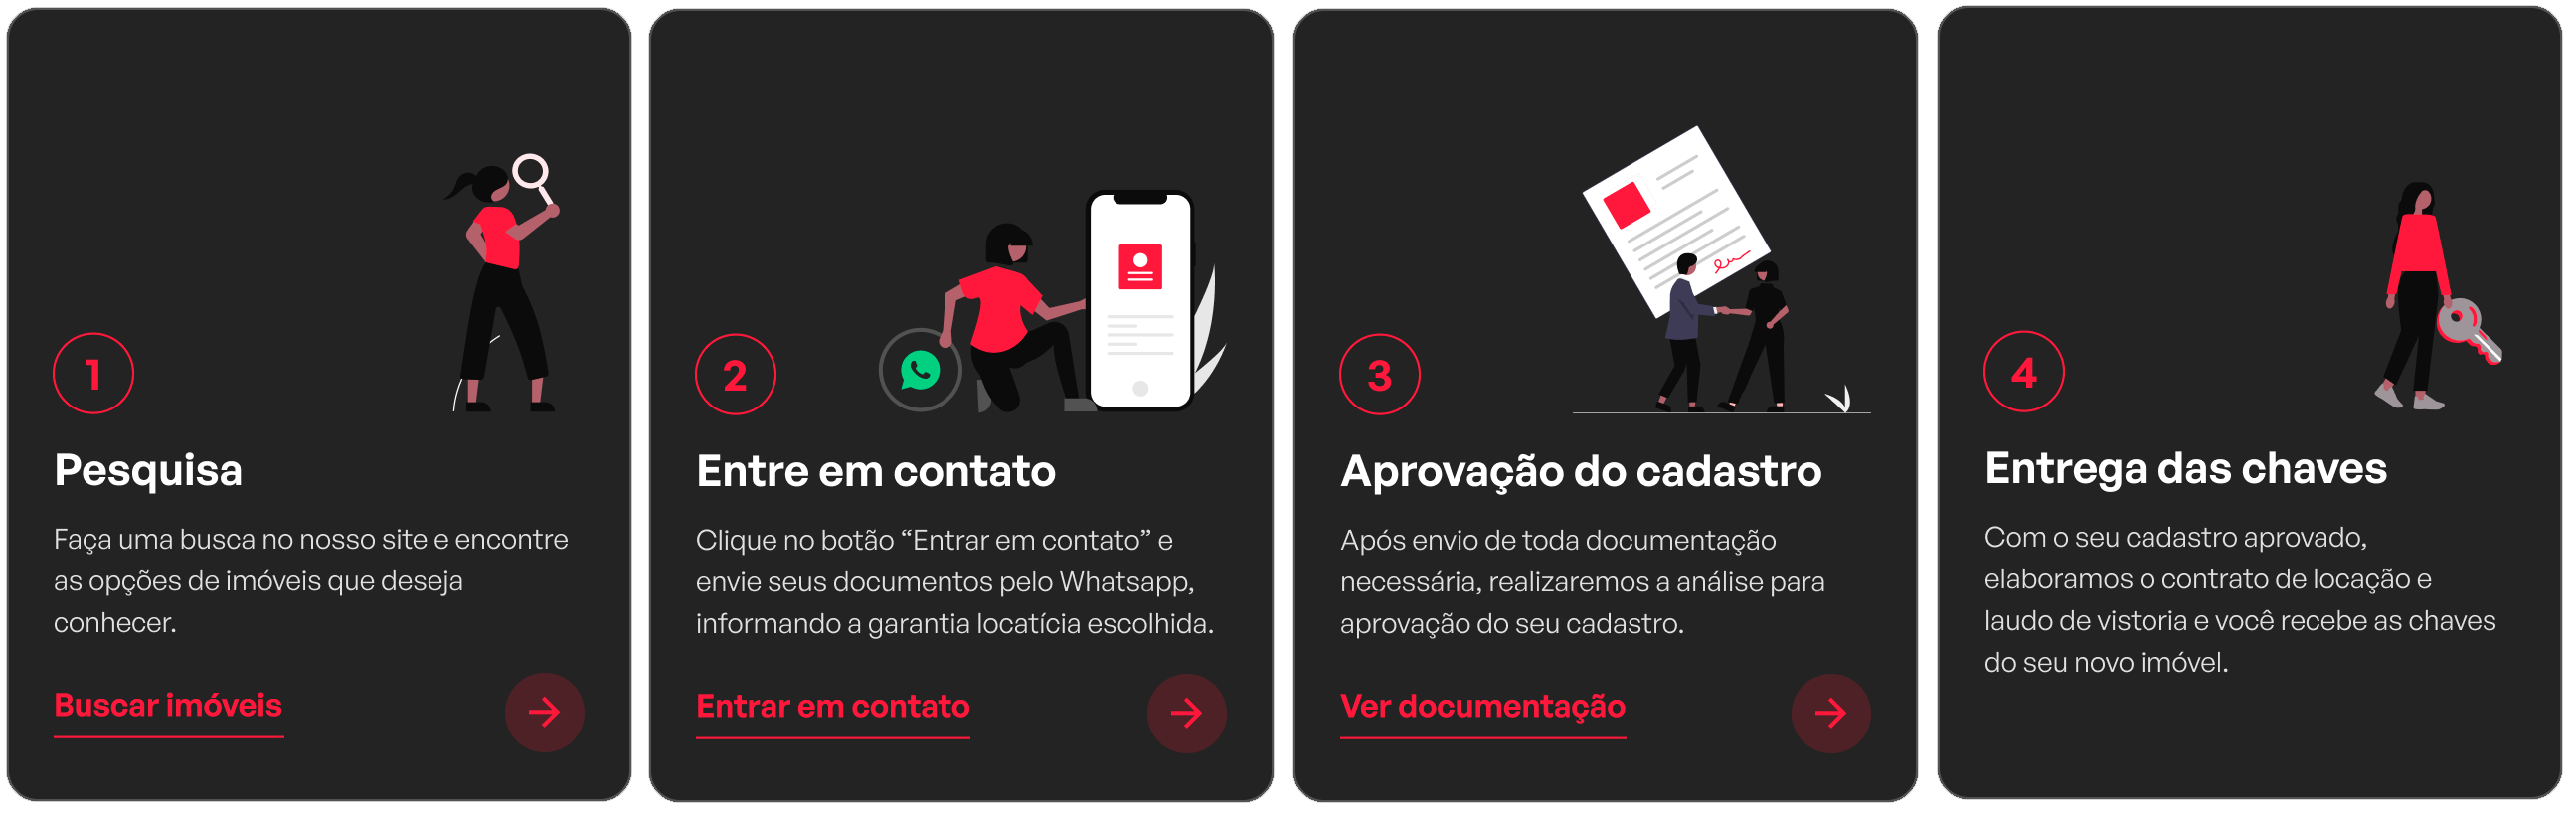 1
Pesquisa
Faça uma busca no nosso site e encontre
as opções de imóveis que deseja
conhecer.
Buscar imóveis
2
Entre em contato
Clique no botão “Entrar em contato” e
envie seus documentos pelo Whatsapp,
informando a garantia locatícia escolhida.
Entrar em contato
3
Aprovação do cadastro
Após envio de toda documentação
necessária, realizaremos a análise para
aprovação do seu cadastro.
Ver documentação
4
Entrega das chaves
Com o seu cadastro aprovado,
elaboramos o contrato de locação e
laudo de vistoria e você recebe as chaves
do seu novo imóvel.